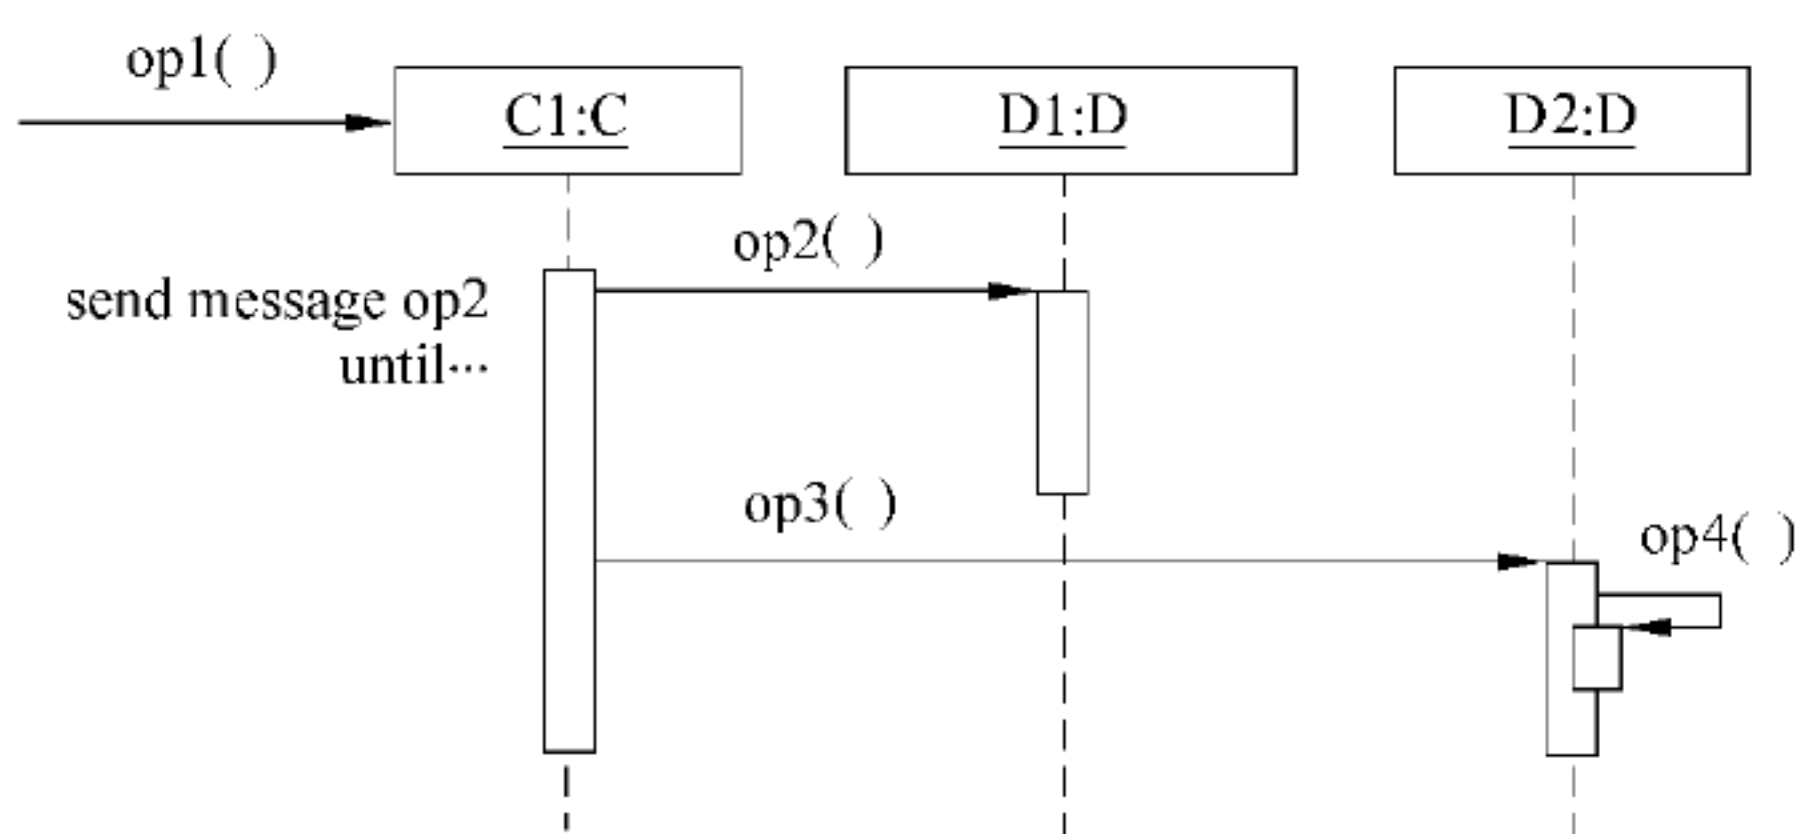 op1( )
C1:C
D1:D
D2:D
op2( )
send message op2
until···
op3( )
op4( )